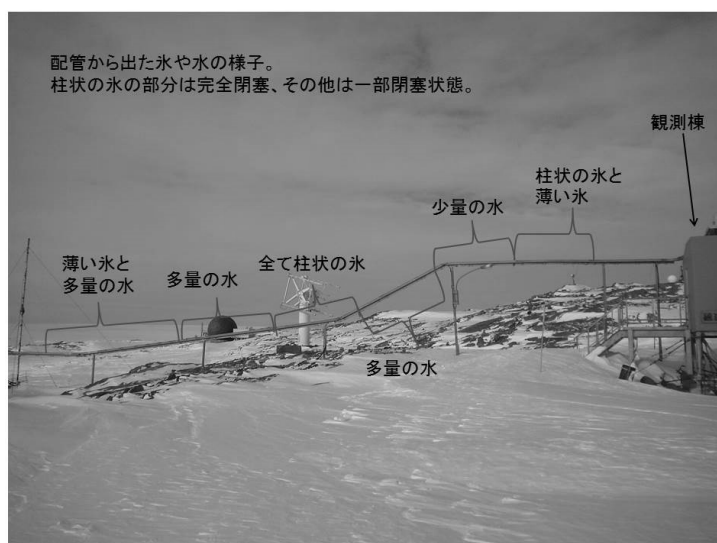 配管から出た氷や水の様子。
柱状の氷の部分は完全閉塞、その他は一部閉塞状態。
観測棟
柱状の氷と
薄い氷
少量の水
全て柱状の氷
多量の水
薄い氷と
多量の水
多量の水